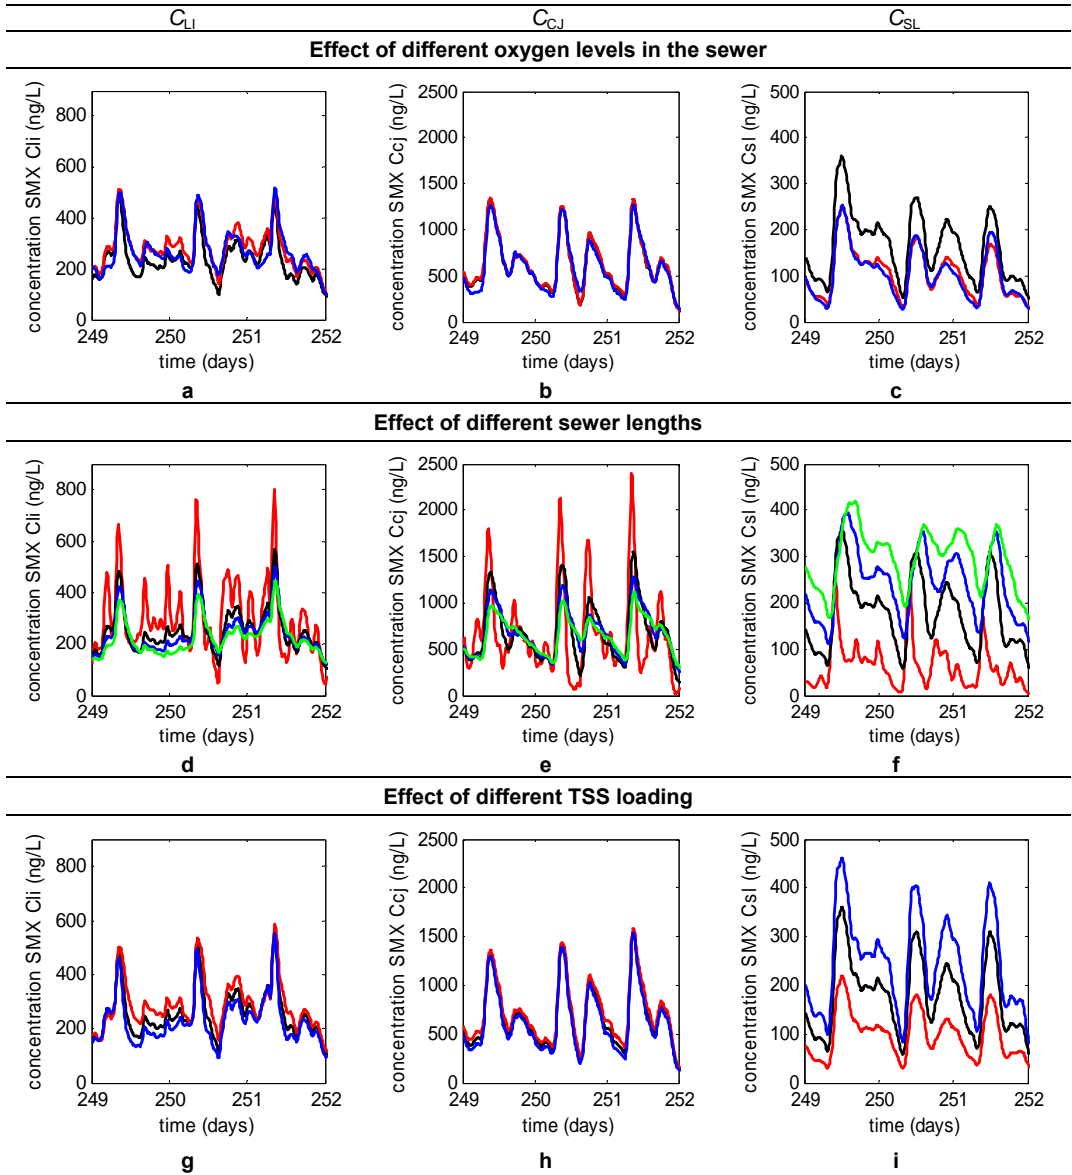 C_LI C_CJ C_SL
Effect of different oxygen levels in the sewer
concentration SMX Cli (ng/L)
800
600
400
200
0
249 250 251 252
time (days)
a
concentration SMX Ccj (ng/L)
2500
2000
1500
1000
500
0
249 250 251 252
time (days)
b
concentration SMX Csl (ng/L)
500
400
300
200
100
0
249 250 251 252
time (days)
c
Effect of different sewer lengths
concentration SMX Cli (ng/L)
800
600
400
200
0
249 250 251 252
time (days)
d
concentration SMX Ccj (ng/L)
2500
2000
1500
1000
500
0
249 250 251 252
time (days)
e
concentration SMX Csl (ng/L)
500
400
300
200
100
0
249 250 251 252
time (days)
f
Effect of different TSS loading
concentration SMX Cli (ng/L)
800
600
400
200
0
249 250 251 252
time (days)
g
concentration SMX Ccj (ng/L)
2500
2000
1500
1000
500
0
249 250 251 252
time (days)
h
concentration SMX Csl (ng/L)
500
400
300
200
100
0
249 250 251 252
time (days)
i